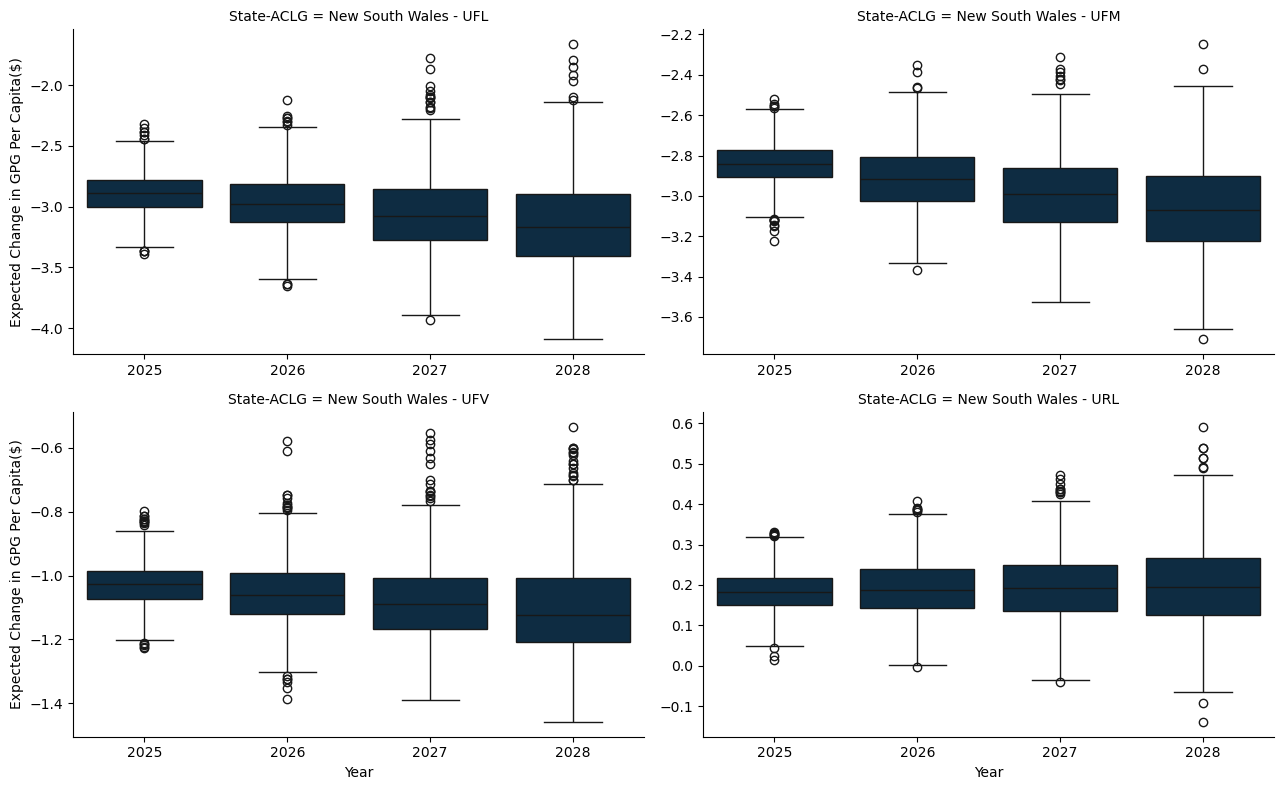 State-ACLG = New South Wales - UFL
Expected Change in GPG Per Capita($)
−2.0
−2.5
−3.0
−3.5
−4.0
2025 2026 2027 2028
State-ACLG = New South Wales - UFM
−2.2
−2.4
−2.6
−2.8
−3.0
−3.2
−3.4
−3.6
2025 2026 2027 2028
State-ACLG = New South Wales - UFV
Expected Change in GPG Per Capita($)
−0.6
−0.8
−1.0
−1.2
−1.4
2025 2026 2027 2028
Year
State-ACLG = New South Wales - URL
0.6
0.5
0.4
0.3
0.2
0.1
0.0
−0.1
2025 2026 2027 2028
Year